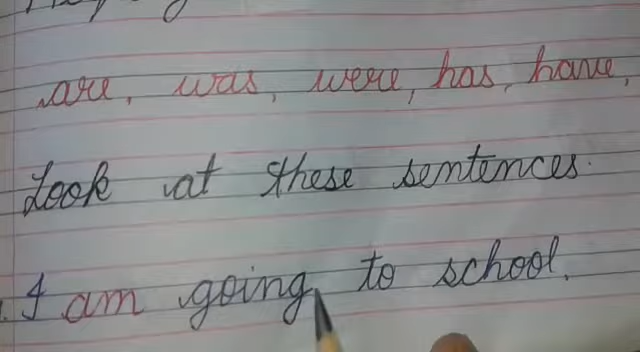 are, was, were, has, have,
Look at these sentences.
I am going to school.